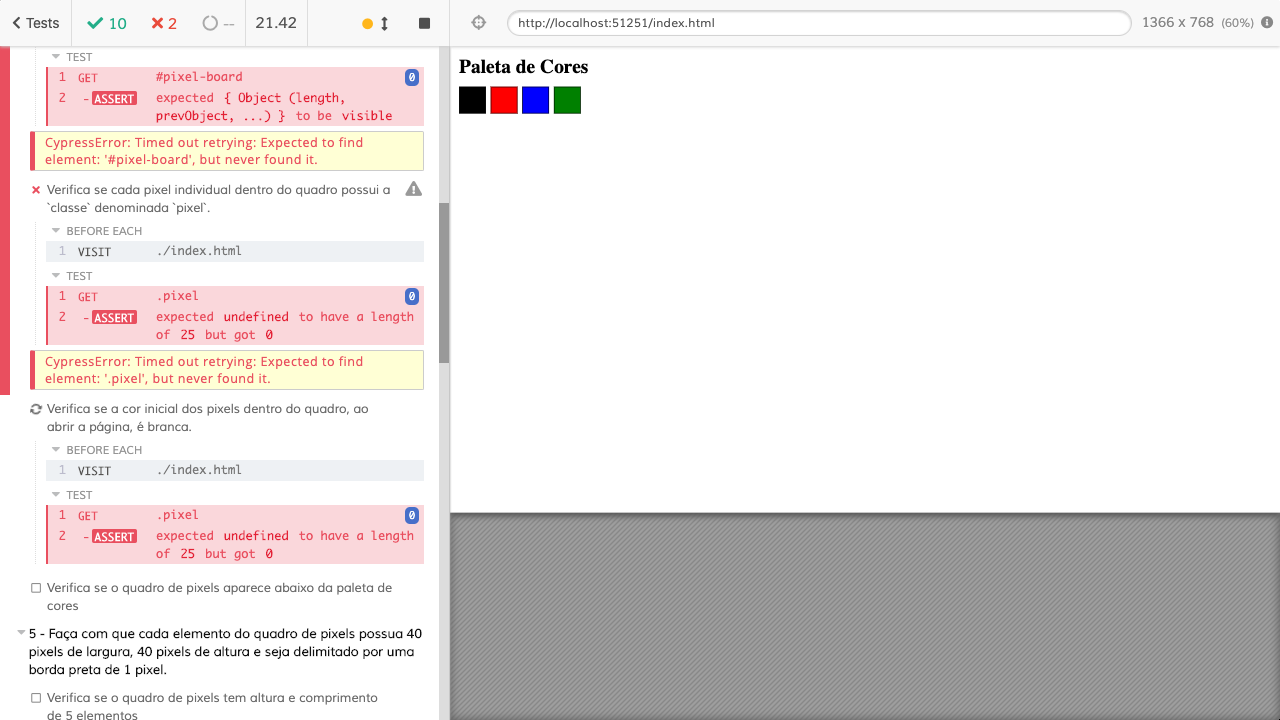 Tests
10
2
--
21.42
http://localhost:51251/index.html
1366 x 768 (60%)
TEST
1 GET #pixel-board 0
2 -ASSERT expected { Object (length,
prevObject, ...) } to be visible
CypressError: Timed out retrying: Expected to find
element: '#pixel-board', but never found it.
Verifica se cada pixel individual dentro do quadro possui a
`classe` denominada `pixel`.
BEFORE EACH
1 VISIT ./index.html
TEST
1 GET .pixel 0
2 -ASSERT expected undefined to have a length
of 25 but got 0
CypressError: Timed out retrying: Expected to find
element: '.pixel', but never found it.
Verifica se a cor inicial dos pixels dentro do quadro, ao
abrir a página, é branca.
BEFORE EACH
1 VISIT ./index.html
TEST
1 GET .pixel 0
2 -ASSERT expected undefined to have a length
of 25 but got 0
Verifica se o quadro de pixels aparece abaixo da paleta de
cores
5 - Faça com que cada elemento do quadro de pixels possua 40
pixels de largura, 40 pixels de altura e seja delimitado por uma
borda preta de 1 pixel.
Verifica se o quadro de pixels tem altura e comprimento
de 5 elementos
Paleta de Cores